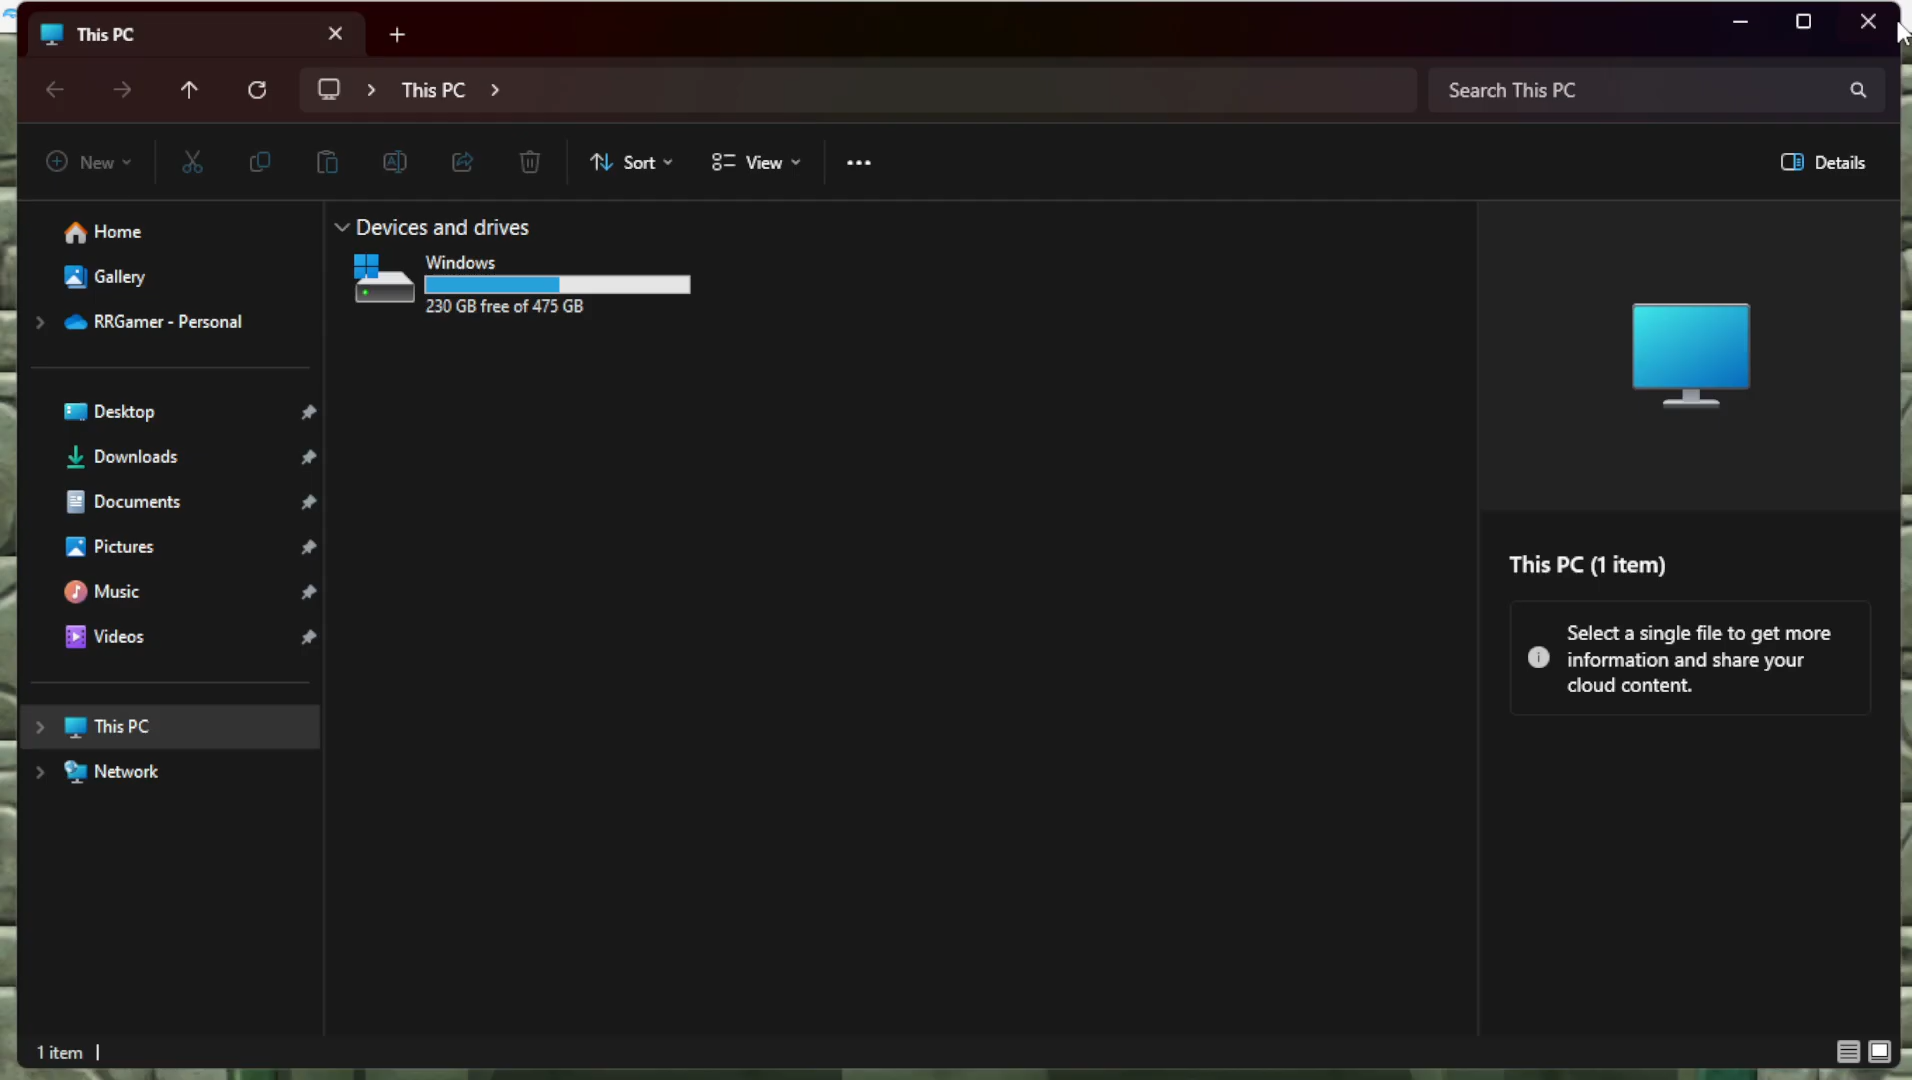 This PC
This PC
Search This PC
New
Sort
View
Details
Home
Gallery
RRGamer - Personal
Desktop
Downloads
Documents
Pictures
Music
Videos
This PC
Network
Devices and drives
Windows
230 GB free of 475 GB
This PC (1 item)
Select a single file to get more
information and share your
cloud content.
1 item